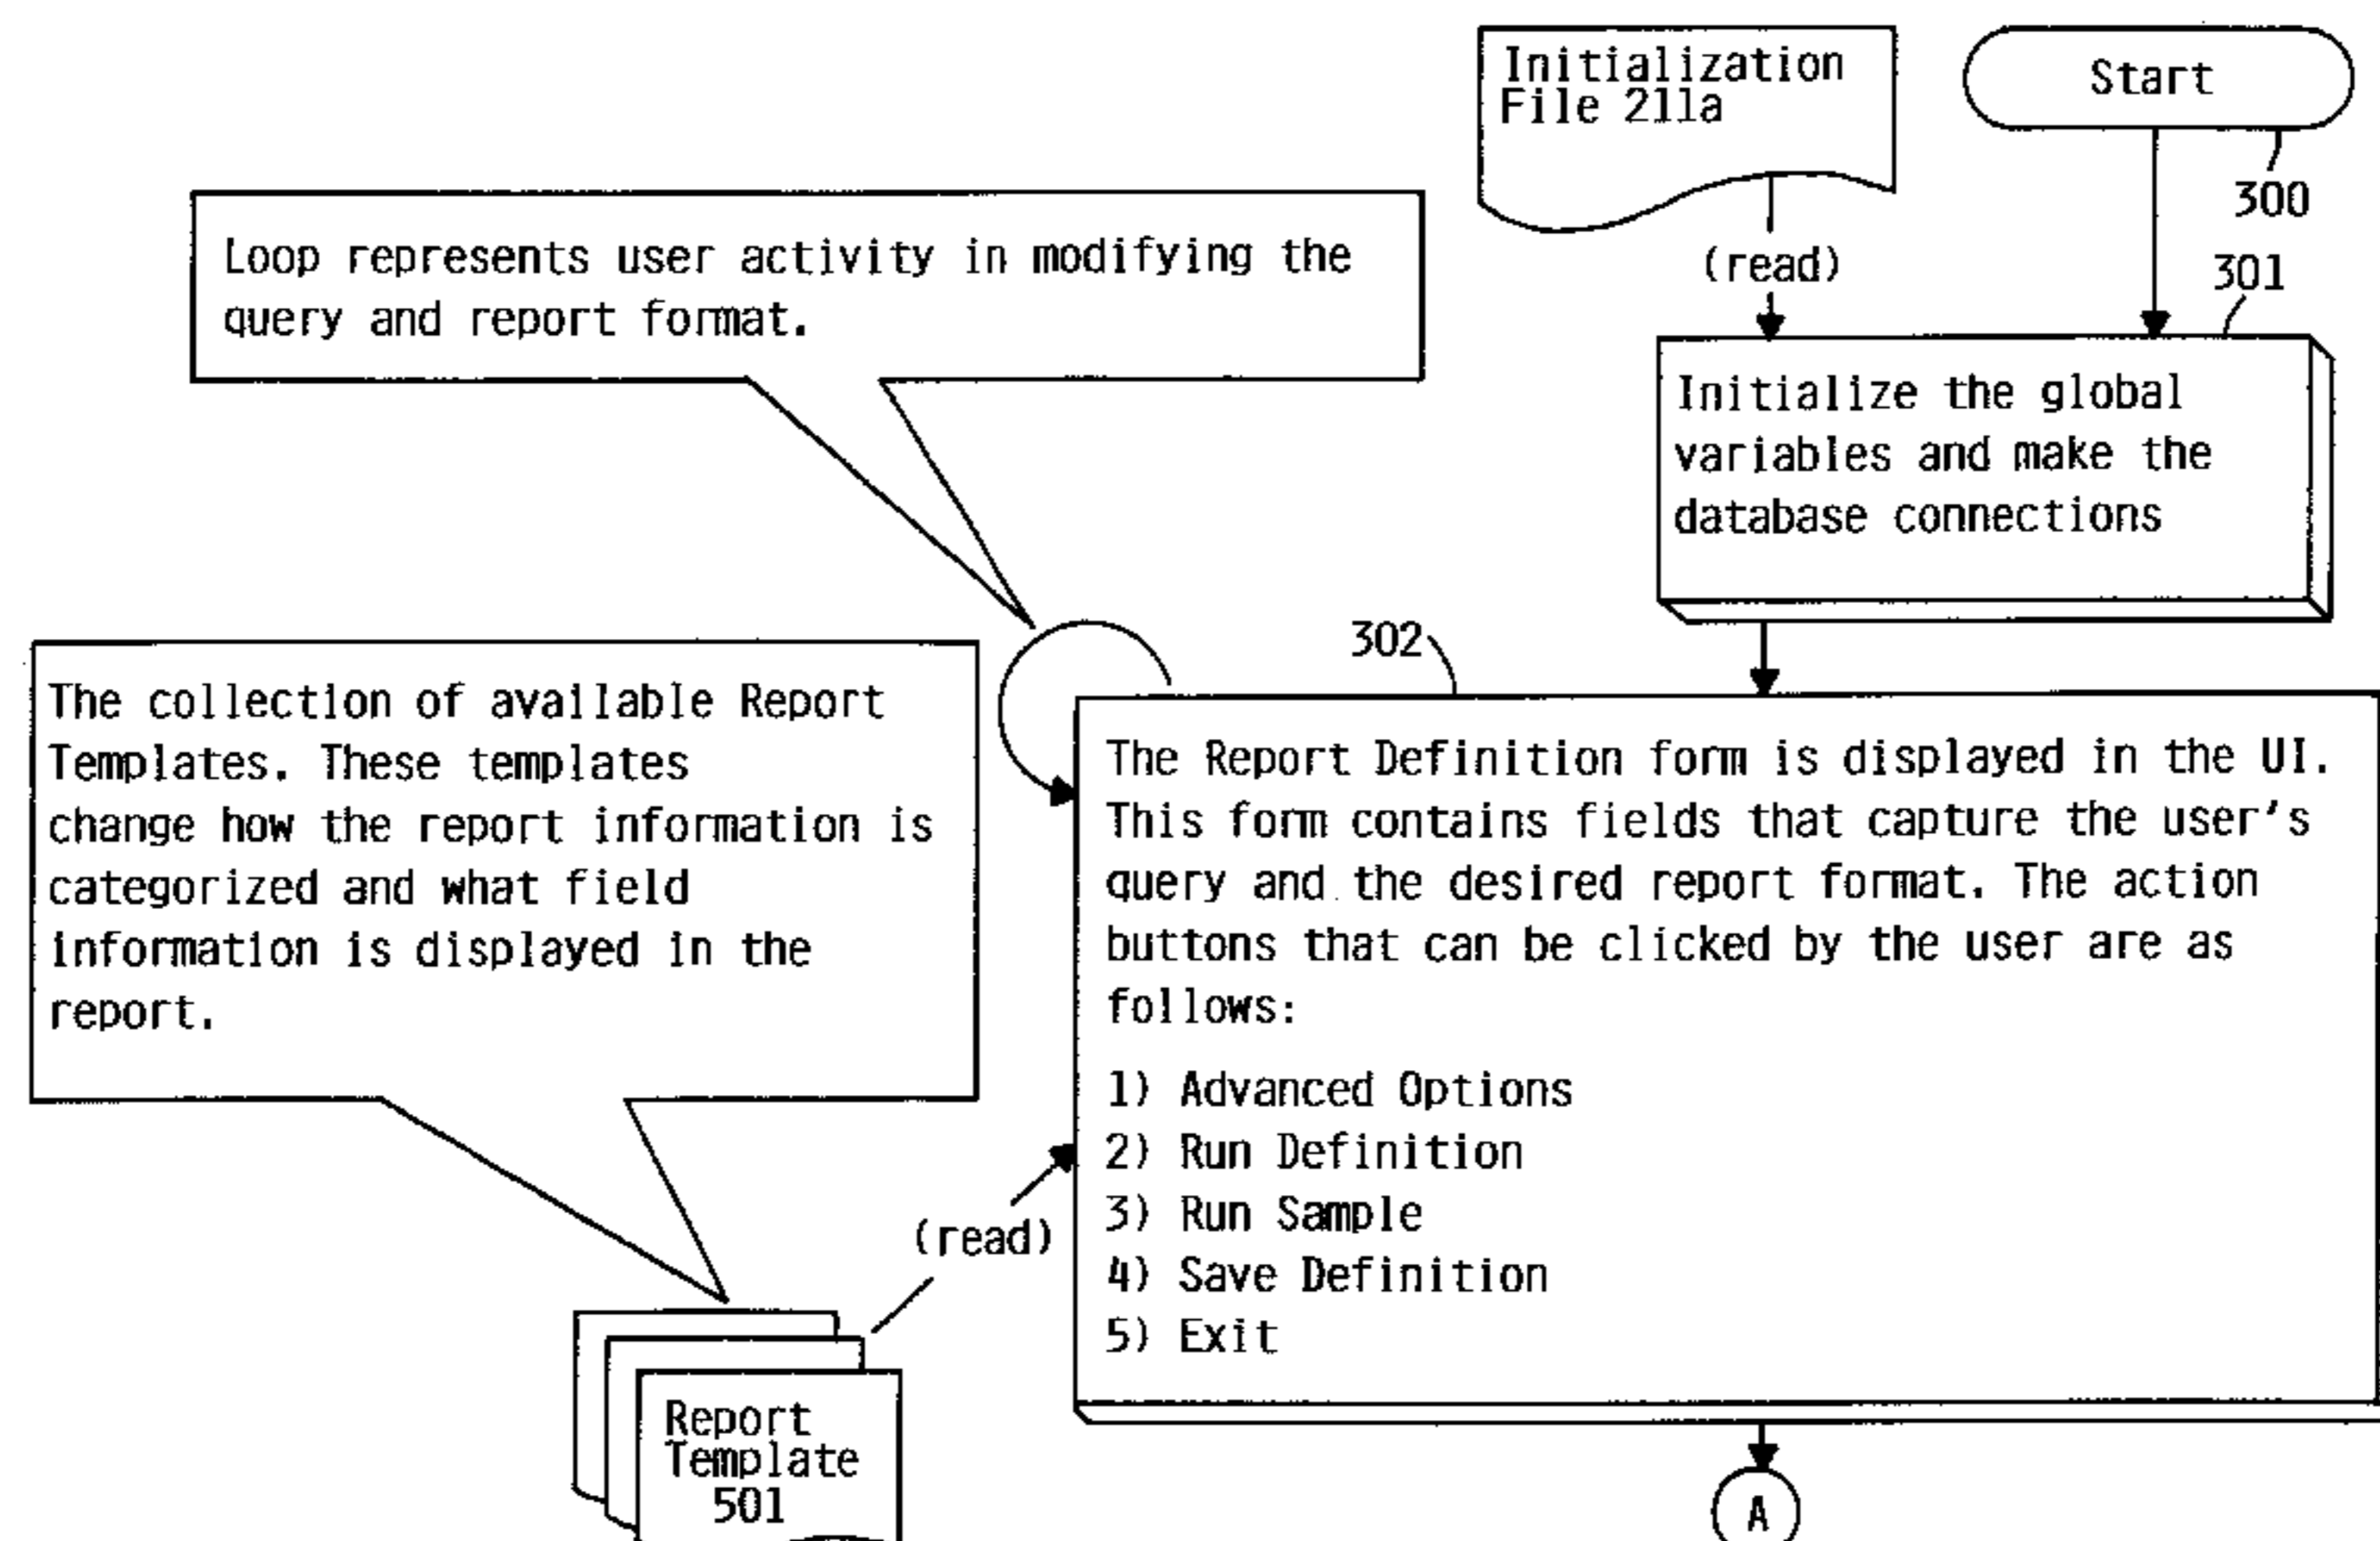 Initialization
File 211a
Start
300
(read)
301
Loop represents user activity in modifying the
query and report format.
Initialize the global
variables and make the
database connections
302
The collection of available Report
Templates. These templates
change how the report information is
categorized and what field
information is displayed in the
report.
The Report Definition form is displayed in the UI.
This form contains fields that capture the user's
query and the desired report format. The action
buttons that can be clicked by the user are as
follows:
1) Advanced Options
2) Run Definition
3) Run Sample
4) Save Definition
5) Exit
(read)
Report
Template
501
A